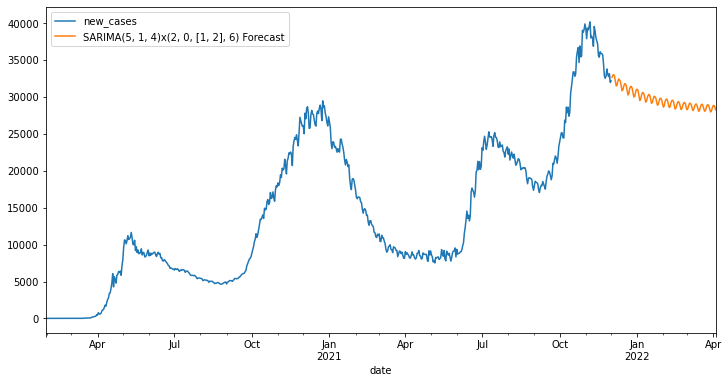 new_cases
SARIMA(5, 1, 4)x(2, 0, [1, 2], 6) Forecast
40000
35000
30000
25000
20000
15000
10000
5000
0
Apr Jul Oct Jan Apr Jul Oct Jan Apr
2021 2022
date